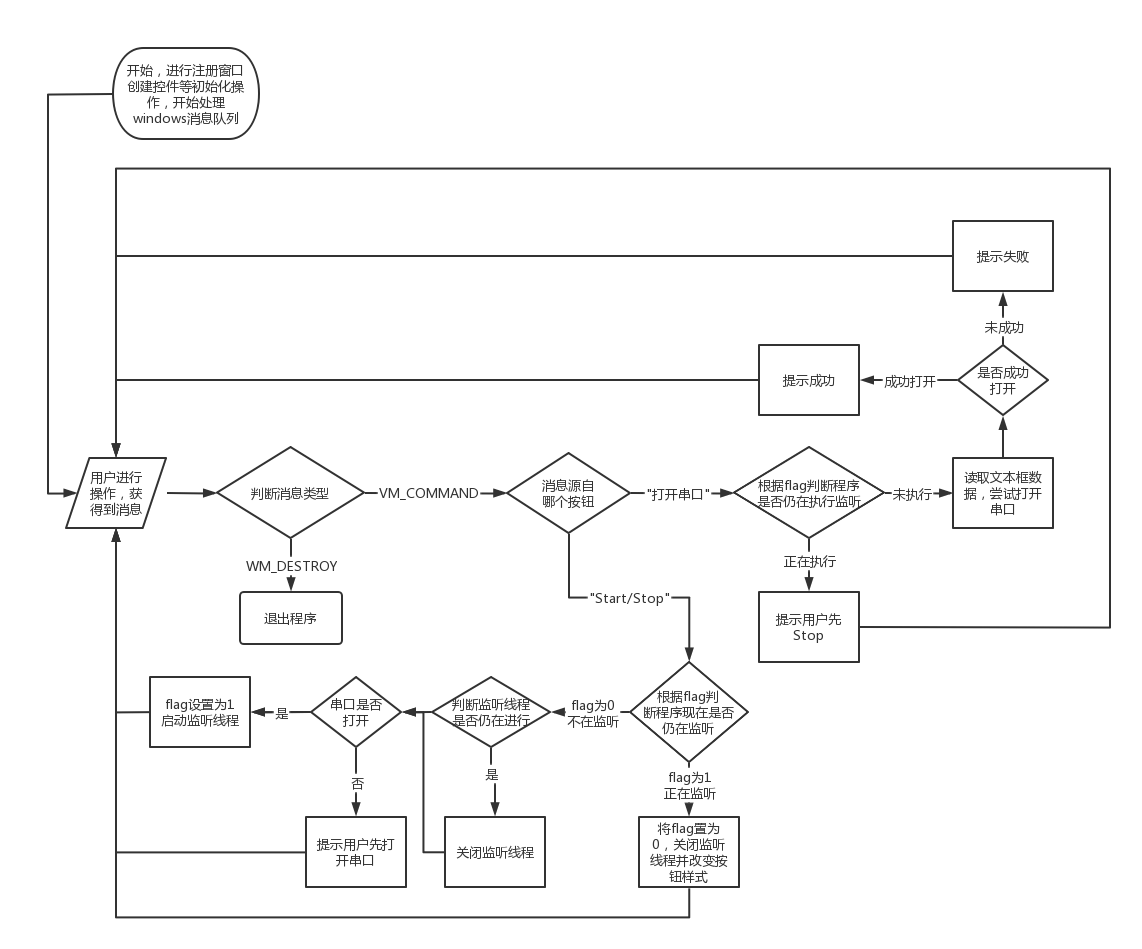 开始，进行注册窗口
创建控件等初始化操
作，开始处理
windows消息队列
提示失败
未成功
提示成功
成功打开
是否成功
打开
用户进行
操作，获
得到消息
判断消息类型
VM_COMMAND
消息源自
哪个按钮
"打开串口"
根据flag判断程序
是否仍在执行监听
未执行
读取文本框数
据，尝试打开
串口
WM_DESTROY
正在执行
退出程序
"Start/Stop"
提示用户先
Stop
flag设置为1
启动监听线程
是
串口是否
打开
判断监听线程
是否仍在进行
flag为0
不在监听
根据flag判
断程序现在是否
仍在监听
否
是
flag为1
正在监听
提示用户先打
开串口
关闭监听线程
将flag置为
0，关闭监听
线程并改变按
钮样式